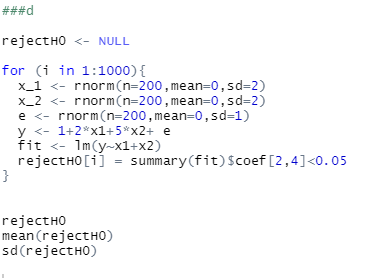 ###d
rejectH0 <- NULL
for (i in 1:1000){
x_1 <- rnorm(n=200,mean=0,sd=2)
x_2 <- rnorm(n=200,mean=0,sd=2)
e <- rnorm(n=200,mean=0,sd=1)
y <- 1+2*x1+5*x2+ e
fit <- lm(y~x1+x2)
rejectH0[i] = summary(fit)$coef[2,4]<0.05
}
rejectH0
mean(rejectH0)
sd(rejectH0)